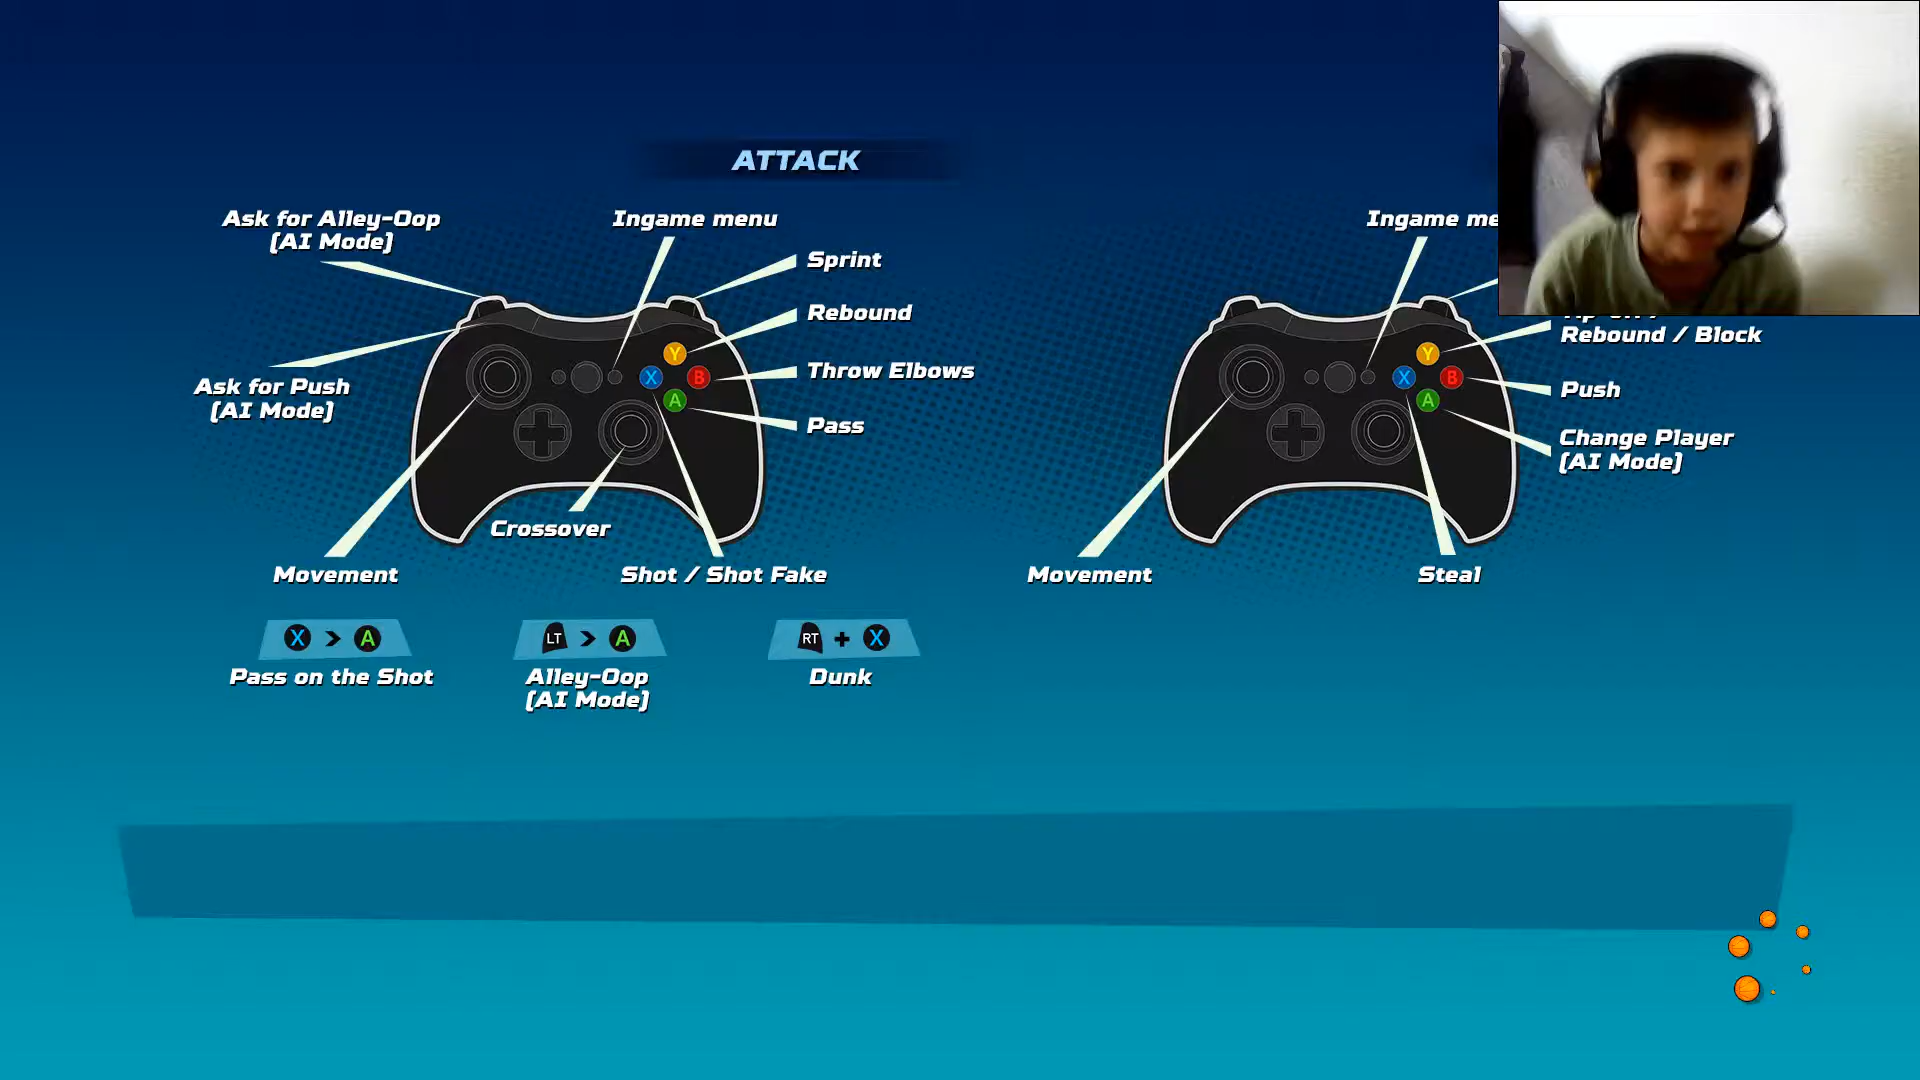 ATTACK
Ask for Alley-Oop
(AI Mode)
Ingame menu
Sprint
Rebound
Throw Elbows
Pass
Ask for Push
(AI Mode)
Crossover
Movement
Shot / Shot Fake
X > A
Pass on the Shot
LT > A
Alley-Oop
(AI Mode)
RT + X
Dunk
Y
X
B
A
Ingame
Rebound / Block
Push
Change Player
(AI Mode)
Movement
Steal
Y
X
B
A